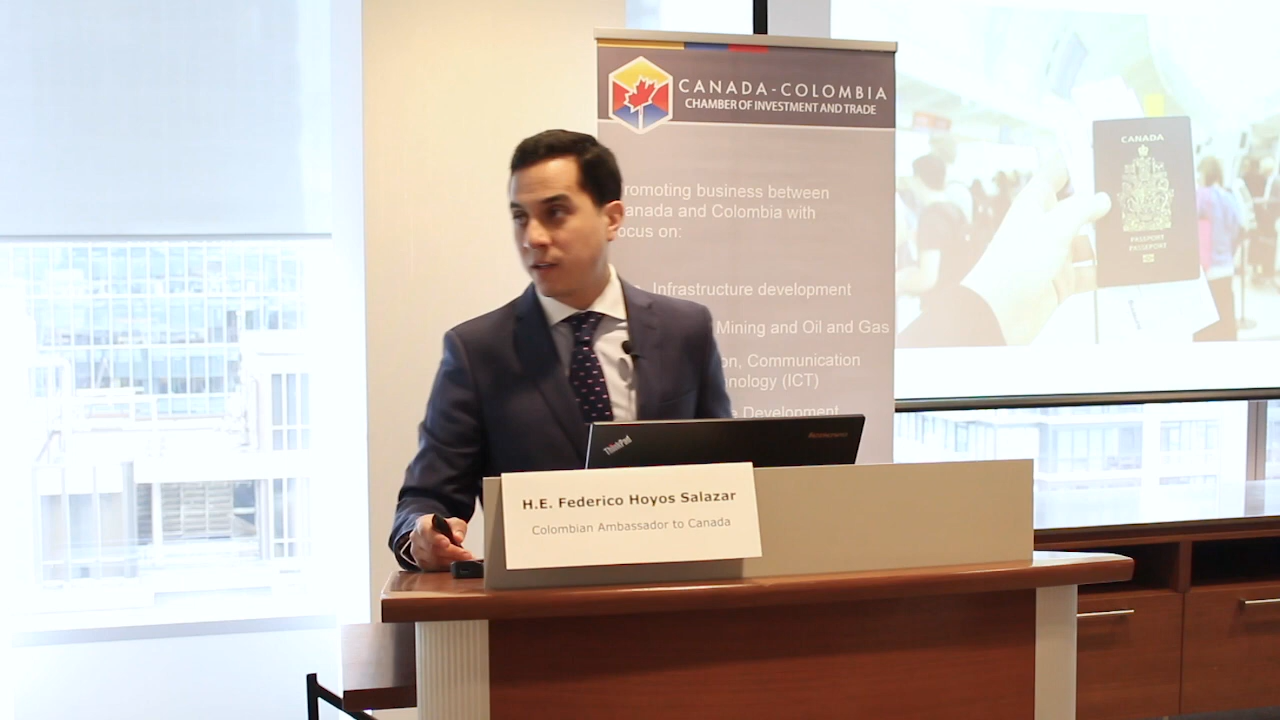 CANADA-COLOMBIA
CHAMBER OF INVESTMENT AND TRADE
romoting business between
anada and Colombia with
ocus on:
Infrastructure development
Mining and Oil and Gas
on, Communication
nology (ICT)
Development
CANADA
PASSPORT
PASSEPORT
ThinkPad
Lenovo
H.E. Federico Hoyos Salazar
Colombian Ambassador to Canada